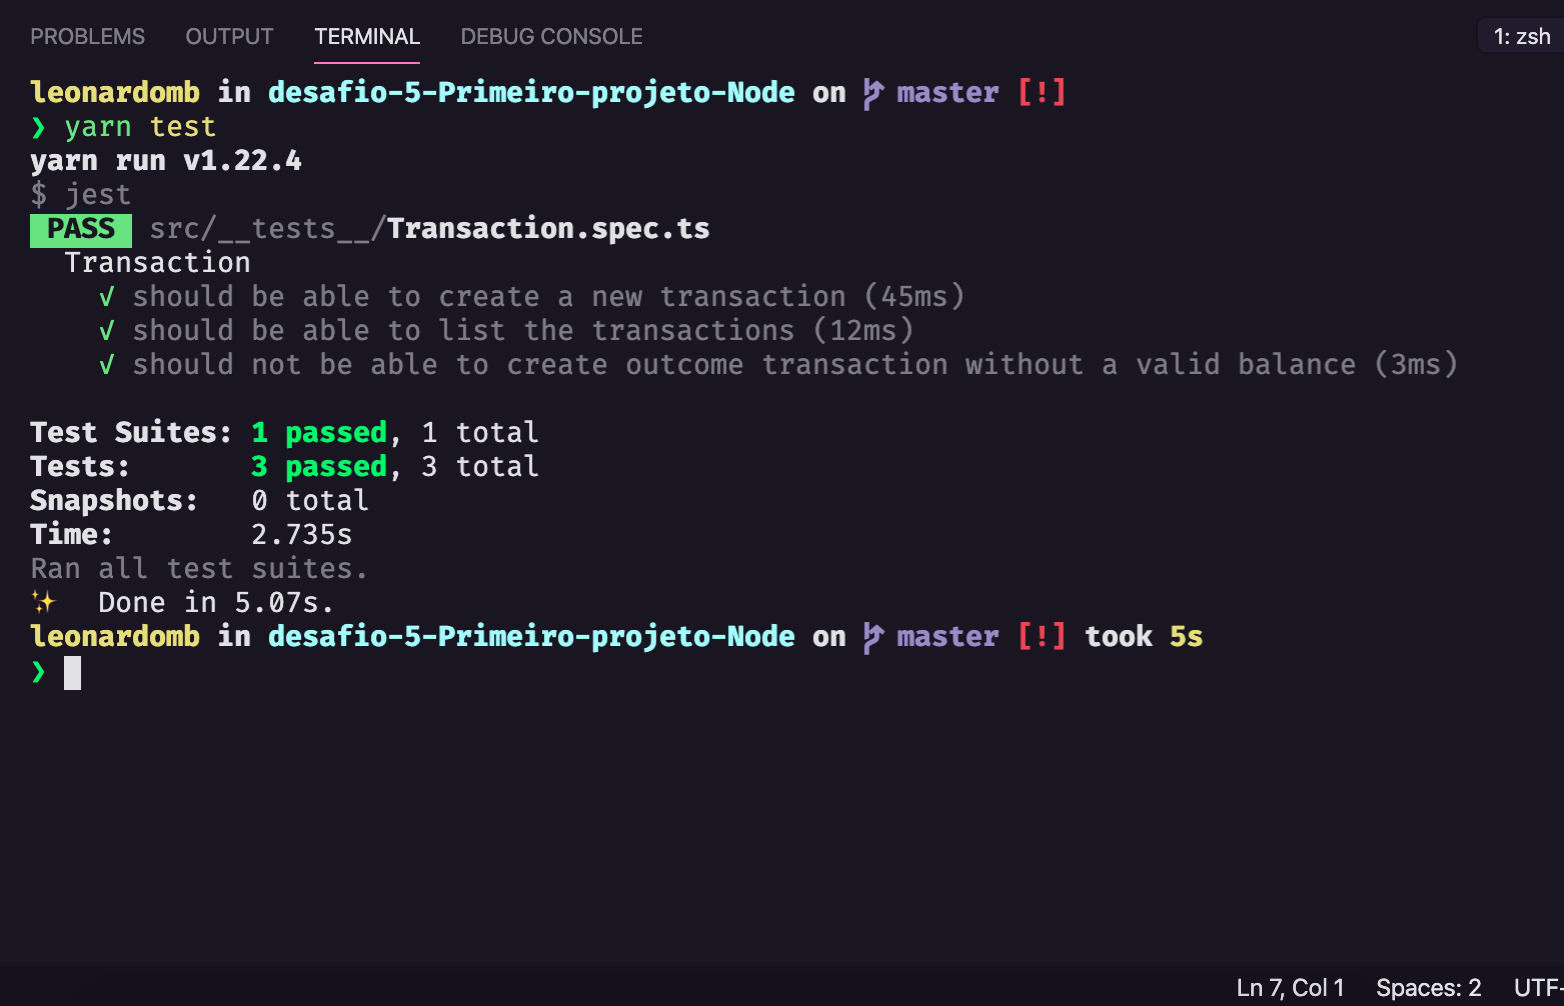 PROBLEMS OUTPUT TERMINAL DEBUG CONSOLE 1: zsh
leonardomb in desafio-5-Primeiro-projeto-Node on master [!]
❯ yarn test
yarn run v1.22.4
$ jest
PASS src/__tests__/Transaction.spec.ts
Transaction
√ should be able to create a new transaction (45ms)
√ should be able to list the transactions (12ms)
√ should not be able to create outcome transaction without a valid balance (3ms)
Test Suites: 1 passed, 1 total
Tests: 3 passed, 3 total
Snapshots: 0 total
Time: 2.735s
Ran all test suites.
✨ Done in 5.07s.
leonardomb in desafio-5-Primeiro-projeto-Node on master [!] took 5s
❯
Ln 7, Col 1 Spaces: 2 UTF-